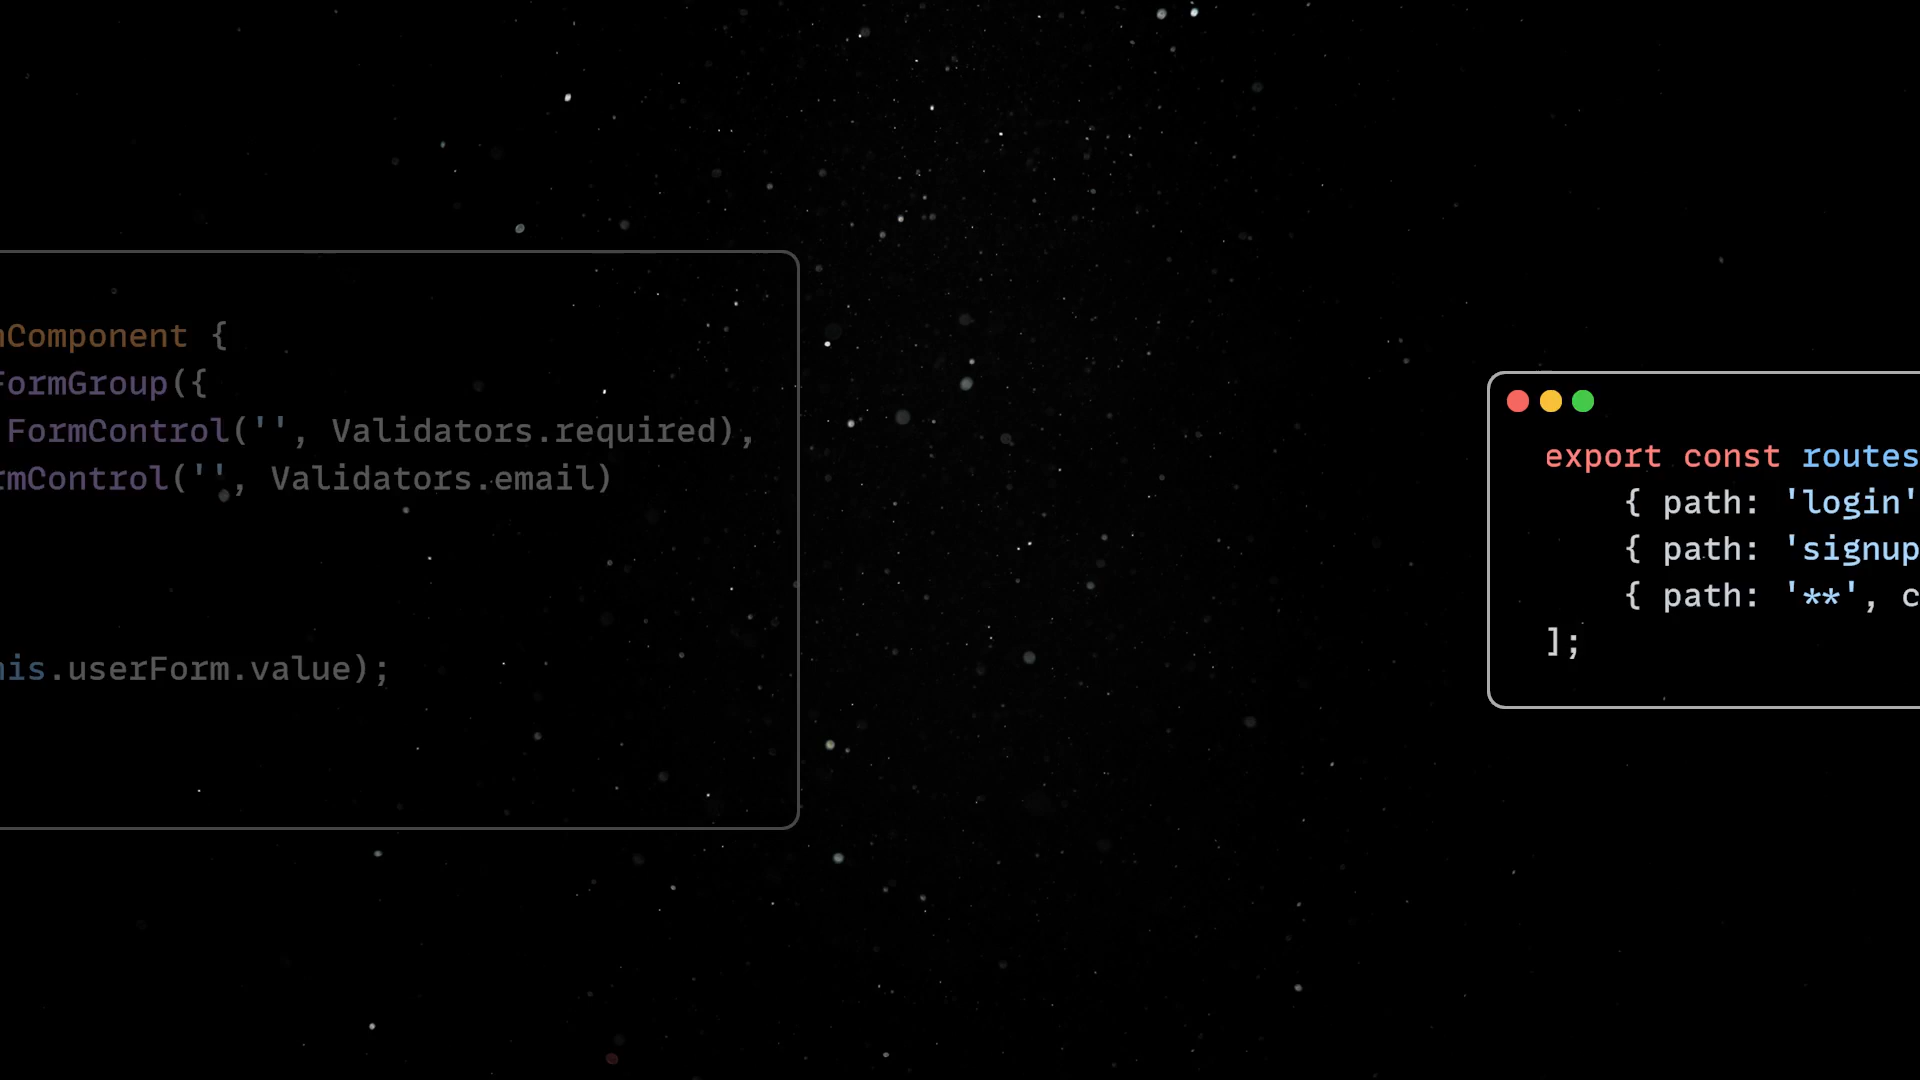 nComponent {
FormGroup({
FormControl('', Validators.required),
rmControl('', Validators.email)
his.userForm.value);
export const routes
{ path: 'login'
{ path: 'signup
{ path: '**', c
];